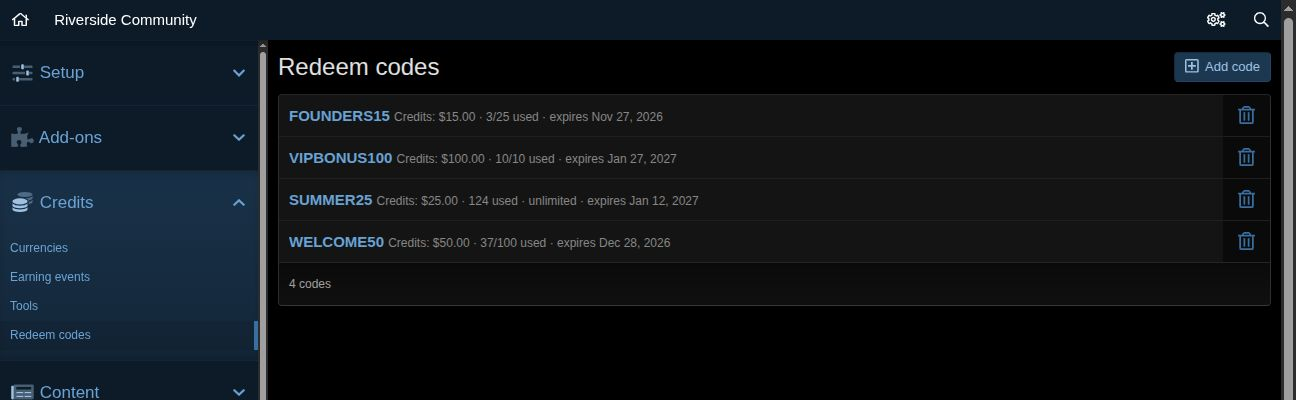 Riverside Community
Setup
Add-ons
Credits
Currencies
Earning events
Tools
Redeem codes
Content
Redeem codes
Add code
FOUNDERS15 Credits: $15.00 · 3/25 used · expires Nov 27, 2026
VIPBONUS100 Credits: $100.00 · 10/10 used · expires Jan 27, 2027
SUMMER25 Credits: $25.00 · 124 used · unlimited · expires Jan 12, 2027
WELCOME50 Credits: $50.00 · 37/100 used · expires Dec 28, 2026
4 codes